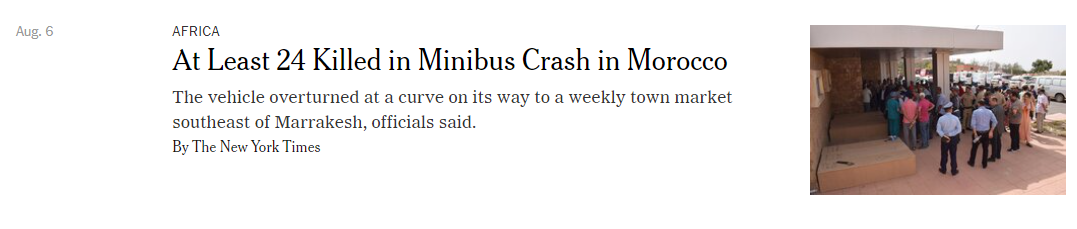 Aug. 6
AFRICA
At Least 24 Killed in Minibus Crash in Morocco
The vehicle overturned at a curve on its way to a weekly town market
southeast of Marrakesh, officials said.
By The New York Times